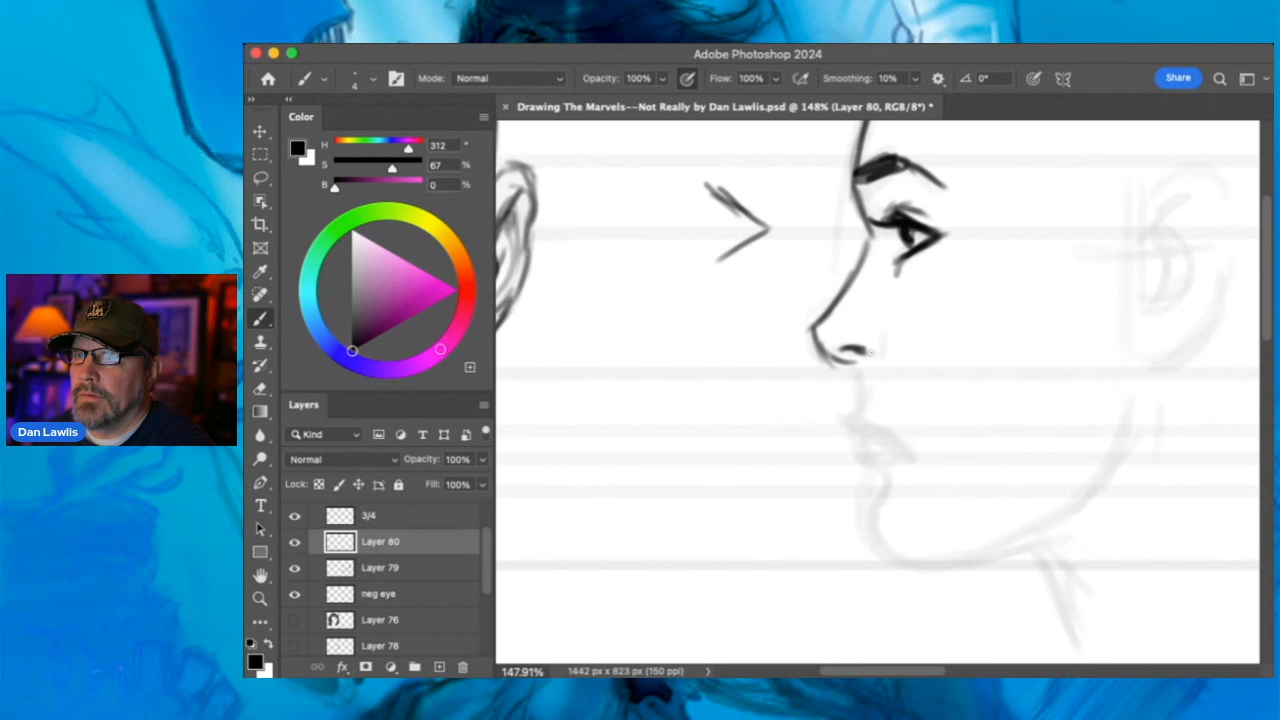 Adobe Photoshop 2024
4 Mode: Normal Opacity: 100% Flow: 100% Smoothing: 10% 0° Share
Color
× Drawing The Marvels--Not Really by Dan Lawlis.psd @ 148% (Layer 80, RGB/8*) *
H 312 °
S 67 %
B 0 %
Layers
Kind
Normal Opacity: 100%
Lock: Fill: 100%
3/4
Layer 80
Layer 79
neg eye
Layer 76
Layer 78
fx
147.91% 1442 px x 823 px (150 ppi)
Dan Lawlis